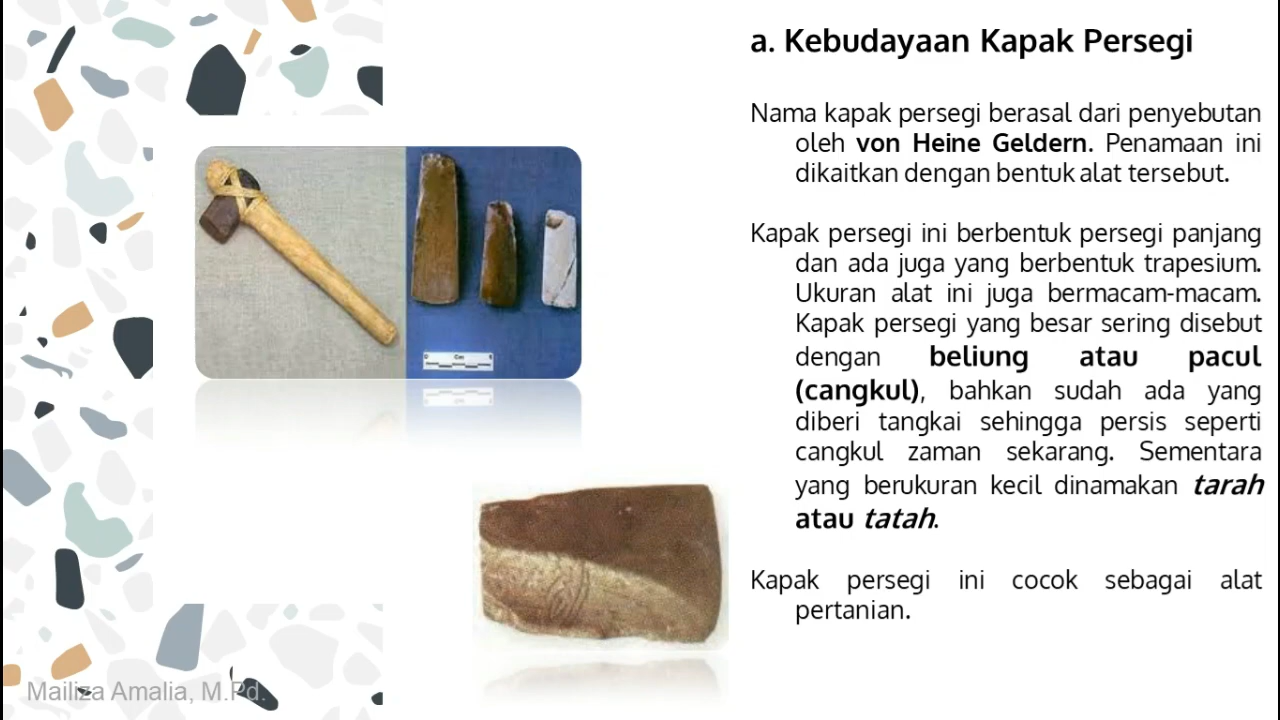 a. Kebudayaan Kapak Persegi
Nama kapak persegi berasal dari penyebutan
oleh von Heine Geldern. Penamaan ini
dikaitkan dengan bentuk alat tersebut.
Kapak persegi ini berbentuk persegi panjang
dan ada juga yang berbentuk trapesium.
Ukuran alat ini juga bermacam-macam.
Kapak persegi yang besar sering disebut
dengan beliung atau pacul
(cangkul), bahkan sudah ada yang
diberi tangkai sehingga persis seperti
cangkul zaman sekarang. Sementara
yang berukuran kecil dinamakan tarah
atau tatah.
Kapak persegi ini cocok sebagai alat
pertanian.
Mailiza Amalia, M.Pd.